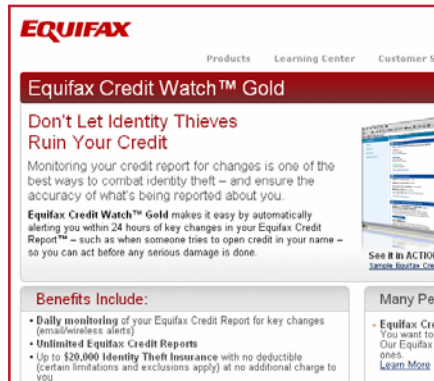 EQUIFAX
Products Learning Center Customer S
Equifax Credit Watch™ Gold
Don't Let Identity Thieves
Ruin Your Credit
Monitoring your credit report for changes is one of the
best ways to combat identity theft – and ensure the
accuracy of what's being reported about you.
Equifax Credit Watch™ Gold makes it easy by automatically
alerting you within 24 hours of key changes in your Equifax Credit
Report™ – such as when someone tries to open credit in your name –
so you can act before any serious damage is done.
See it in ACTIO
Sample Equifax Cre
Benefits Include:
• Daily monitoring of your Equifax Credit Report for key changes
(email/wireless alerts)
• Unlimited Equifax Credit Reports
• Up to $20,000 Identity Theft Insurance with no deductible
(certain limitations and exclusions apply) at no additional charge to
you
Many Pe
Equifax Cre
You want to
Our Equifax
ones.
Learn More